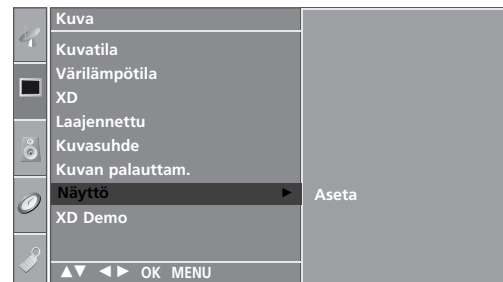 Kuva
Kuvatila
Värilämpötila
XD
Laajennettu
Kuvasuhde
Kuvan palauttam.
Näyttö ► Aseta
XD Demo
▲▼ ◄► OK MENU